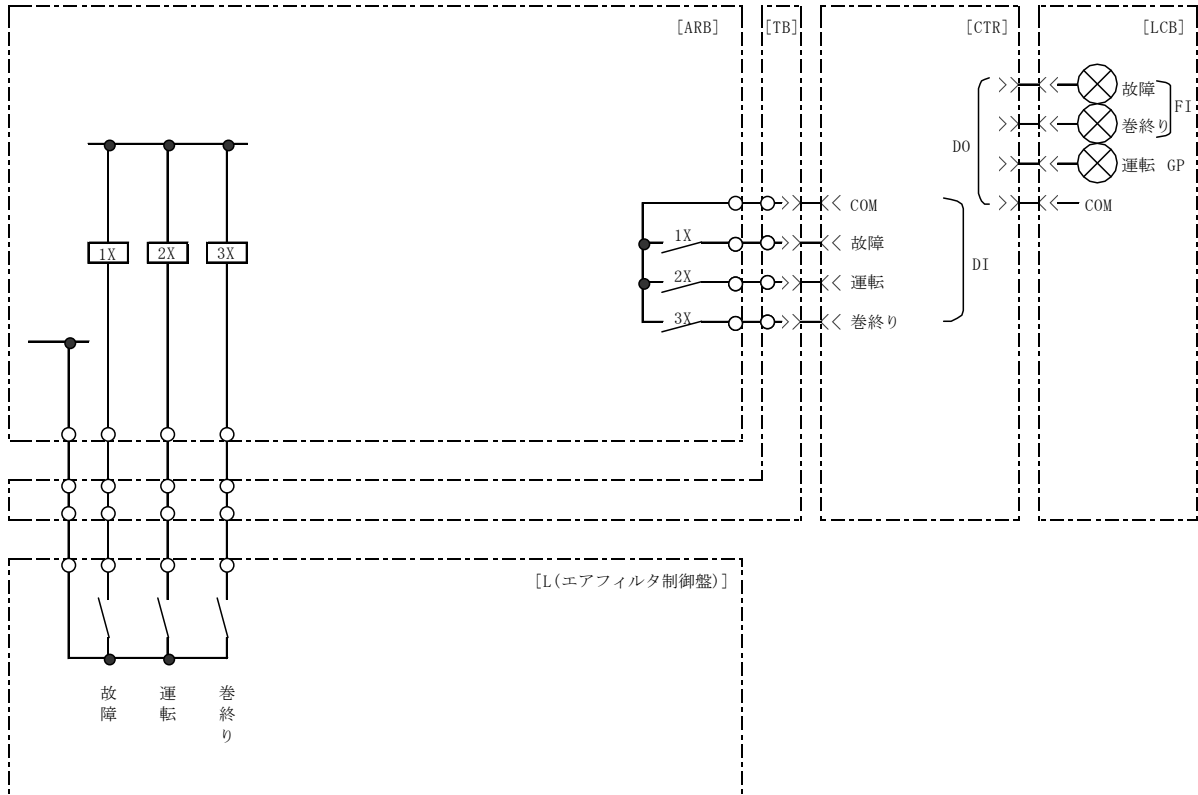 [ARB]
[TB]
[CTR]
[LCB]
故障
FI
巻終り
DO
運転 GP
COM
COM
1X
故障
DI
2X
運転
3X
巻終り
1X
2X
3X
[L(エアフィルタ制御盤)]
故障
運転
巻終り